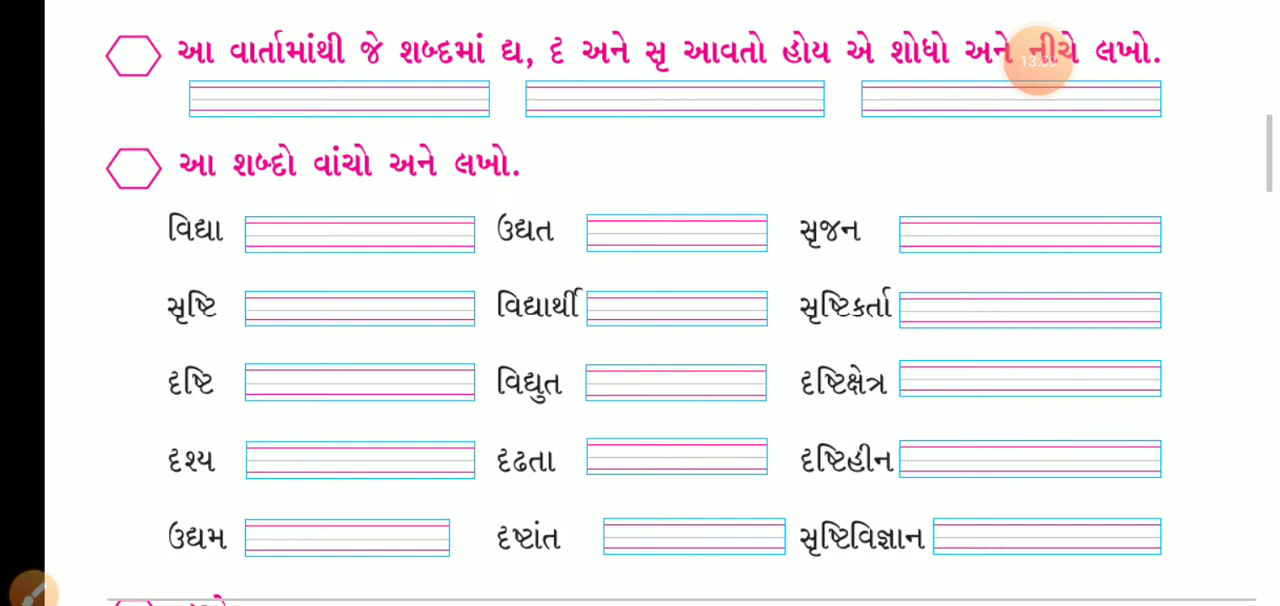 આ વાર્તામાંથી જે શબ્દમાં દ્ય, દૃ અને સૃ આવતો હોય એ શોધો અને નીચે લખો.
આ શબ્દો વાંચો અને લખો.
વિદ્યા ઉદ્યત સૃજન
સૃષ્ટિ વિદ્યાર્થી સૃષ્ટિકર્તા
દૃષ્ટિ વિદ્યુત દૃષ્ટિક્ષેત્ર
દૃશ્ય દૃઢતા દૃષ્ટિહીન
ઉદ્યમ દૃષ્ટાંત સૃષ્ટિવિજ્ઞાન